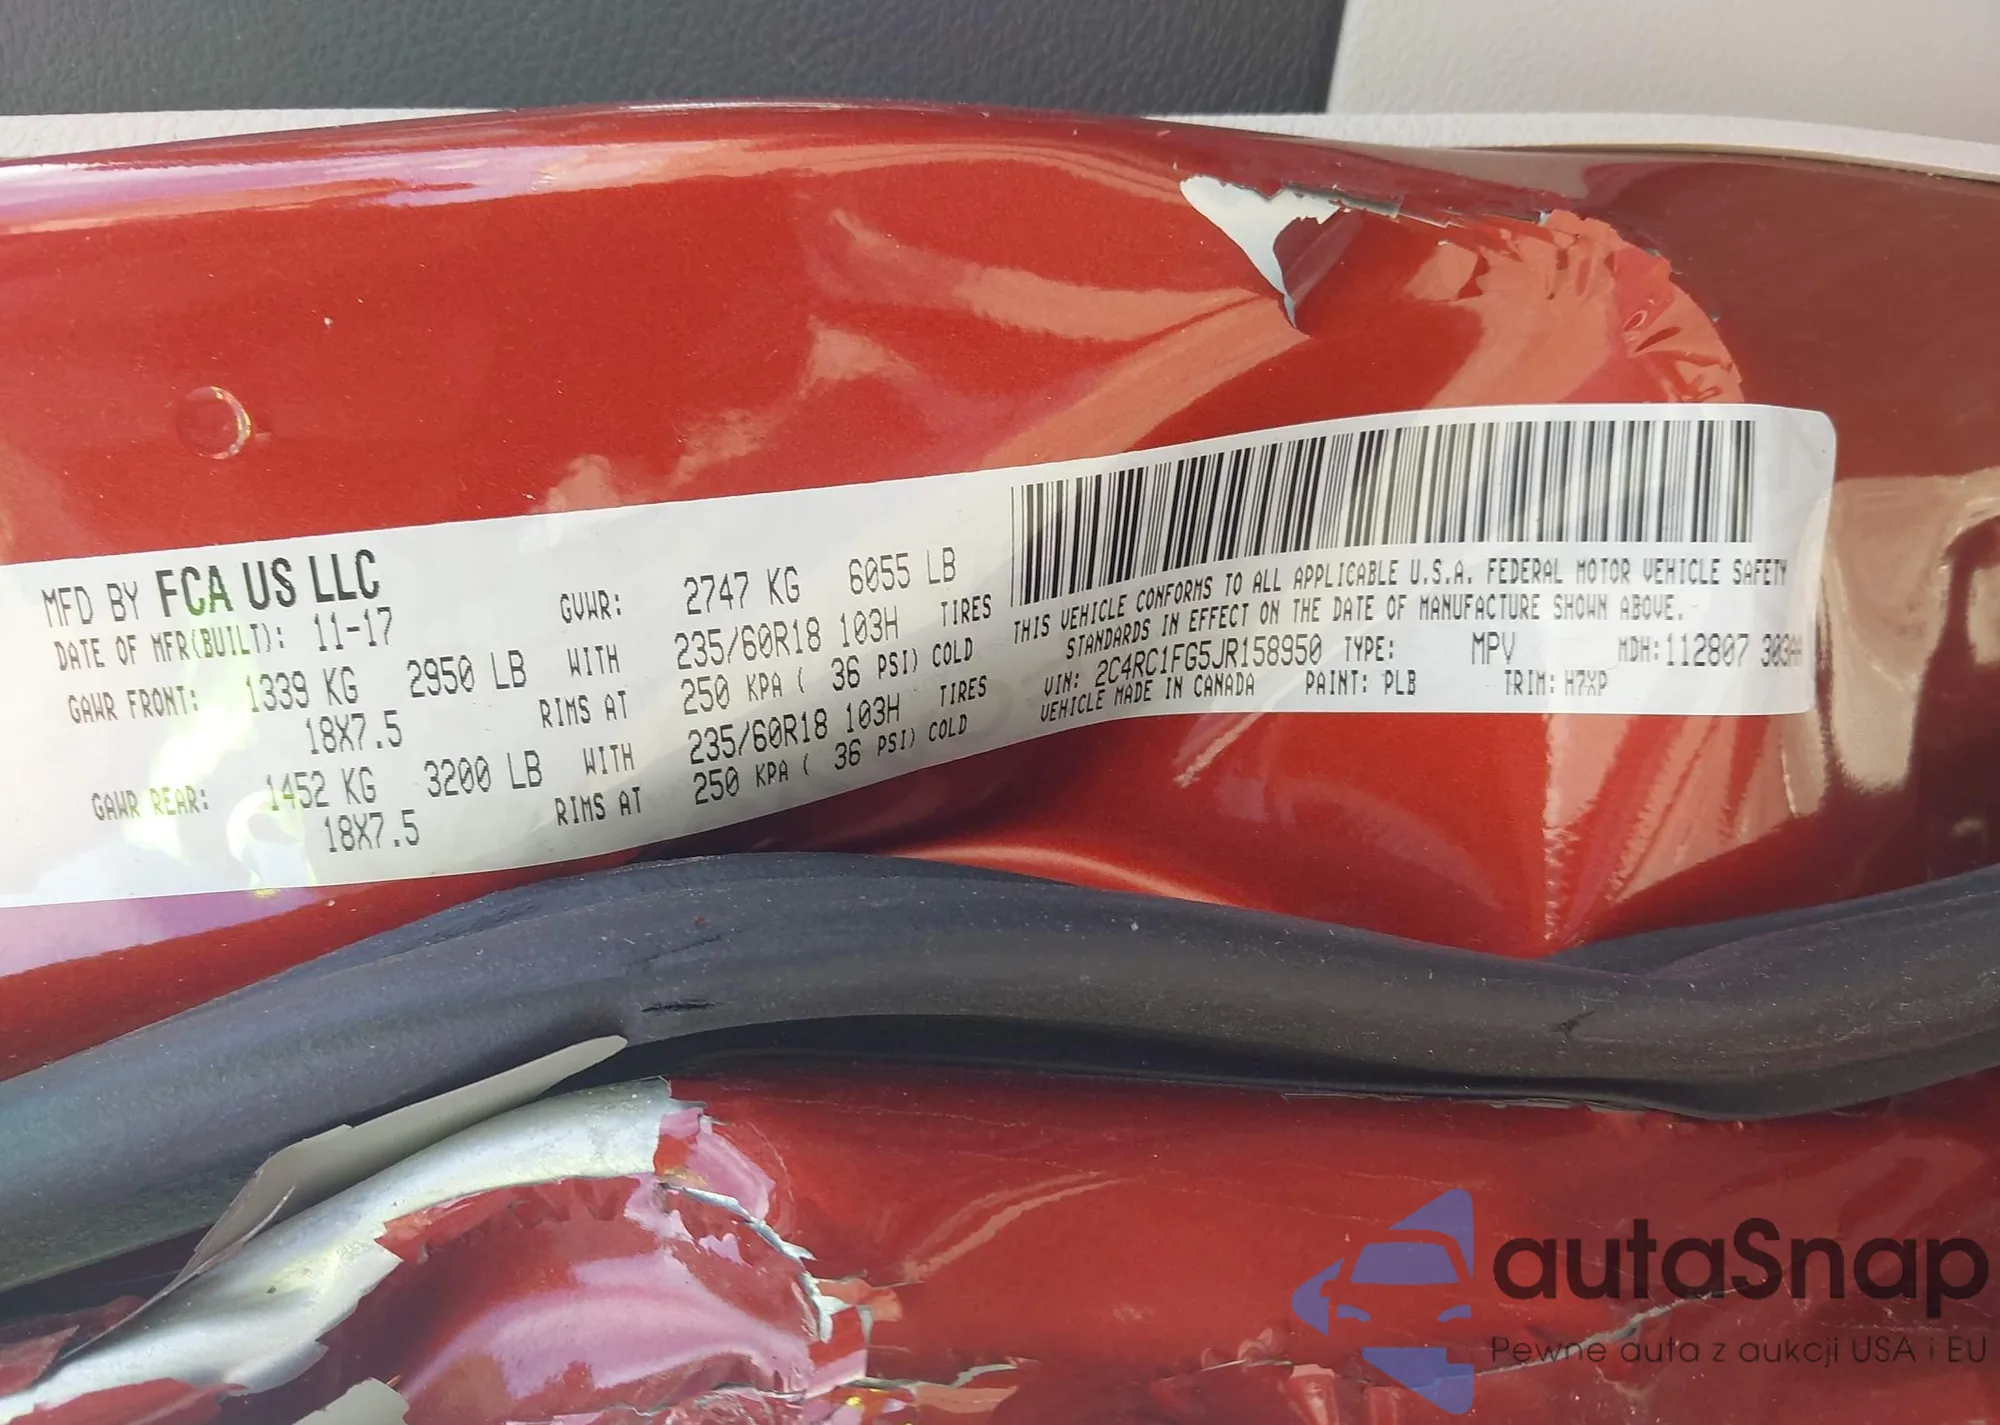 MFD BY FCA US LLC
DATE OF MFR(BUILT): 11-17
GVWR: 2747 KG 6055 LB
GAWR FRONT: 1339 KG 2950 LB WITH 235/60R18 103H TIRES
18X7.5 RIMS AT 250 KPA ( 36 PSI) COLD
GAWR REAR: 1452 KG 3200 LB WITH 235/60R18 103H TIRES
18X7.5 RIMS AT 250 KPA ( 36 PSI) COLD
THIS VEHICLE CONFORMS TO ALL APPLICABLE U.S.A. FEDERAL MOTOR VEHICLE SAFETY
STANDARDS IN EFFECT ON THE DATE OF MANUFACTURE SHOWN ABOVE.
VIN: 2C4RC1FG5JR158950 TYPE: MPV MDH: 112807
VEHICLE MADE IN CANADA PAINT: PLB TRIM: H7XP
autaSnap
Pewne auta z aukcji USA i EU